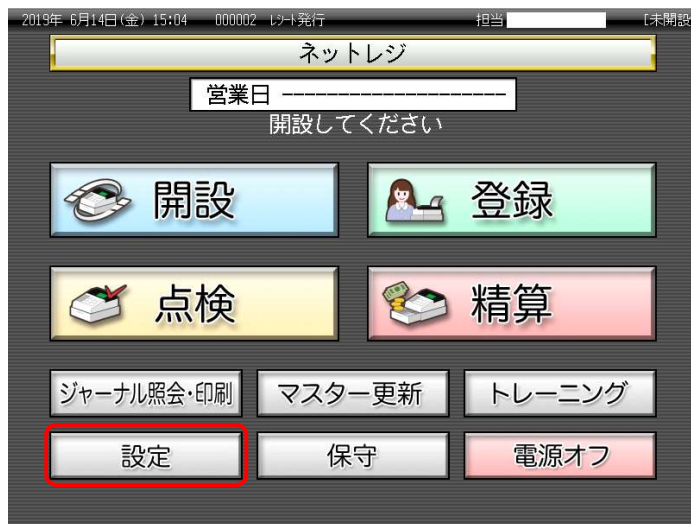 2019年 6月14日(金) 15:04 000002 レシート発行 担当 [未開設
ネットレジ
営業日 ----------------------
開設してください
開設 登録
点検 精算
ジャーナル照会・印刷 マスター更新 トレーニング
設定 保守 電源オフ